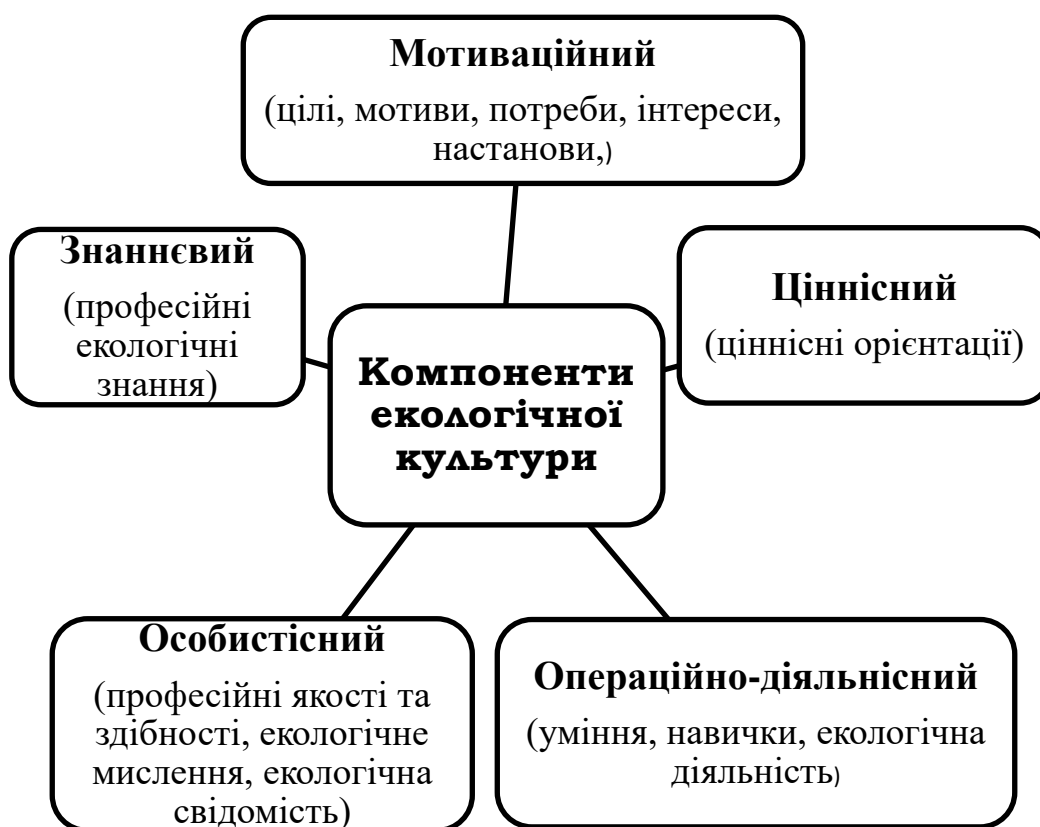 Мотиваційний
(цілі, мотиви, потреби, інтереси,
настанови,)
Знаннєвий
(професійні
екологічні
знання)
Ціннісний
(ціннісні орієнтації)
Компоненти
екологічної
культури
Особистісний
(професійні якості та
здібності, екологічне
мислення, екологічна
свідомість)
Операційно-діяльнісний
(уміння, навички, екологічна
діяльність)